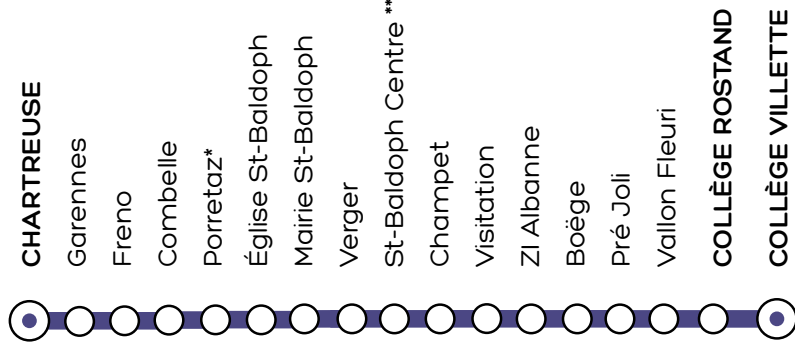 CHARTREUSE
Garennes
Freno
Combelle
Porretaz*
Église St-Baldoph
Mairie St-Baldoph
Verger
St-Baldoph Centre **
Champet
Visitation
ZI Albanne
Boëge
Pré Joli
Vallon Fleuri
COLLÈGE ROSTAND
COLLÈGE VILLETTE